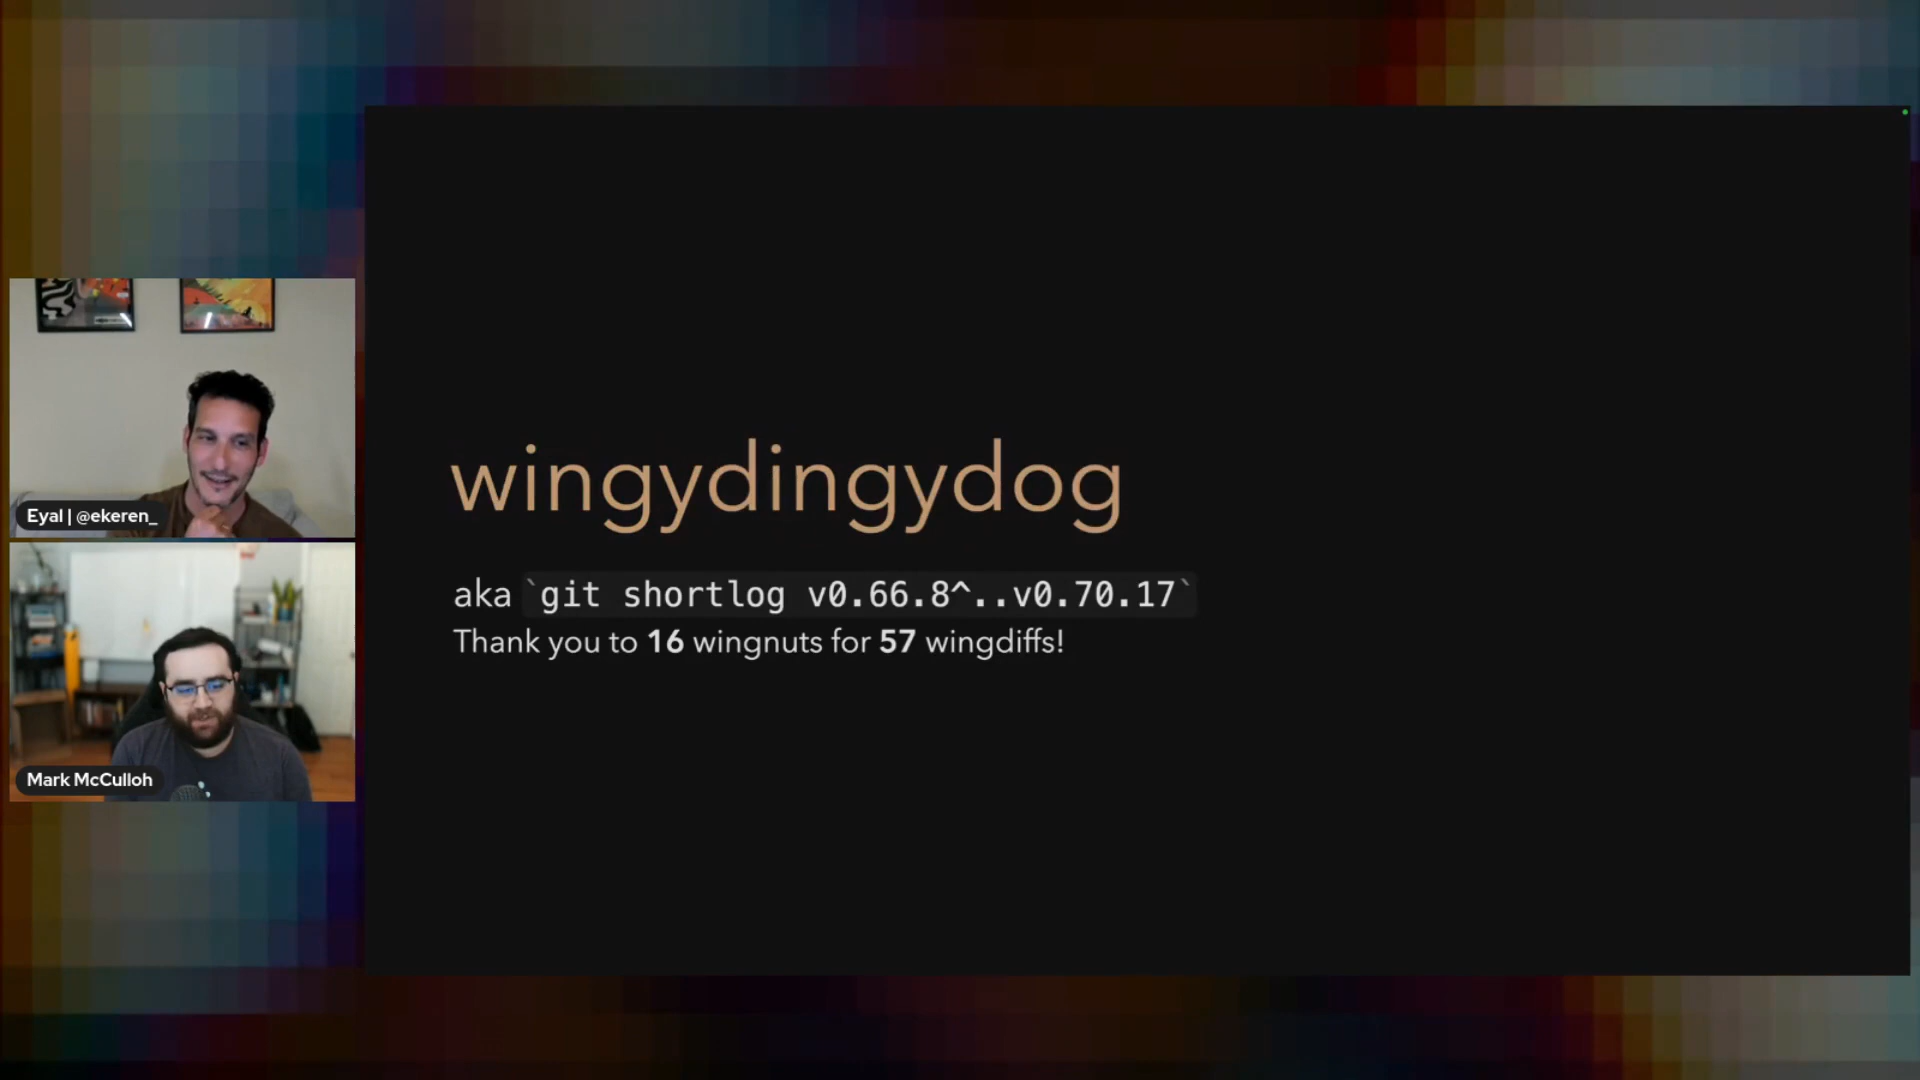 Eyal | @ekeren_
Mark McCulloh
wingydingydog
aka `git shortlog v0.66.8^..v0.70.17`
Thank you to 16 wingnuts for 57 wingdiffs!